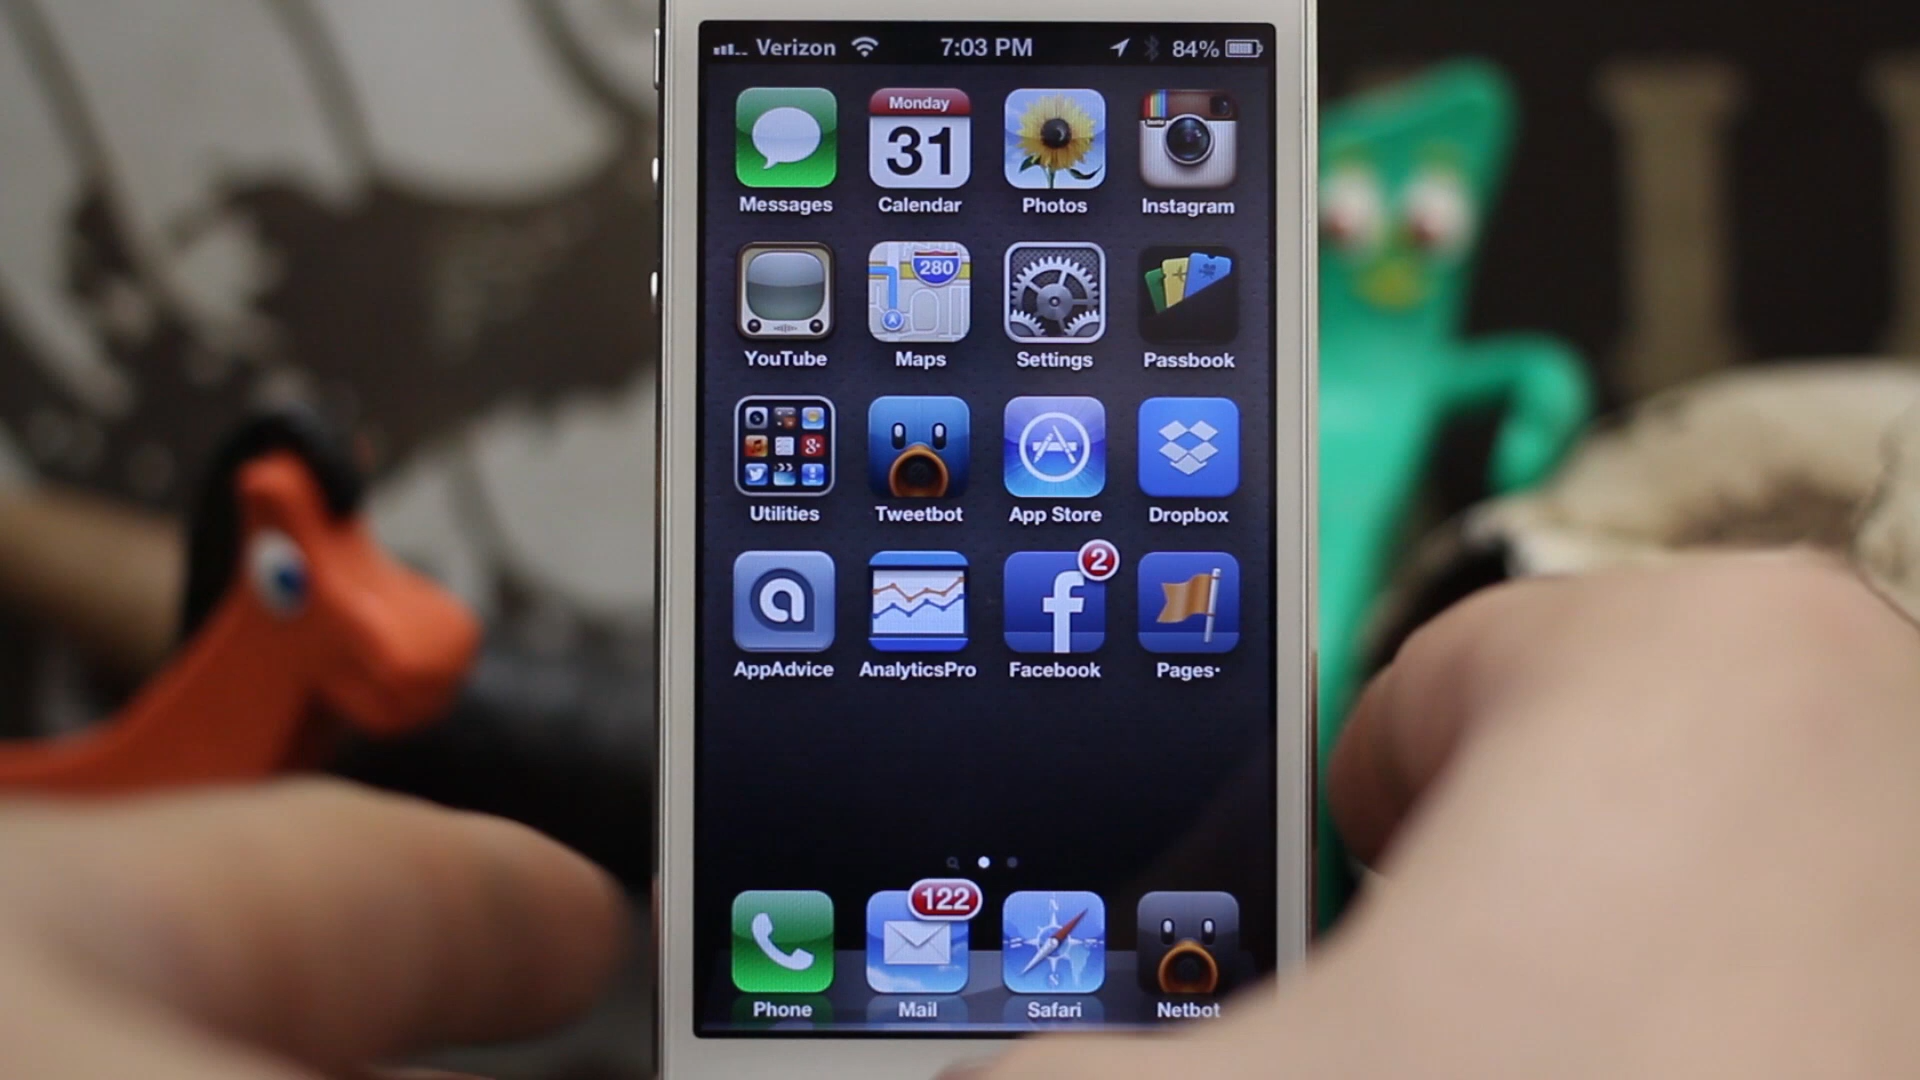 Verizon 7:03 PM 84%
Monday
31
Messages Calendar Photos Instagram
280
YouTube Maps Settings Passbook
Utilities Tweetbot App Store Dropbox
2
AppAdvice AnalyticsPro Facebook Pages
122
Phone Mail Safari Netbot